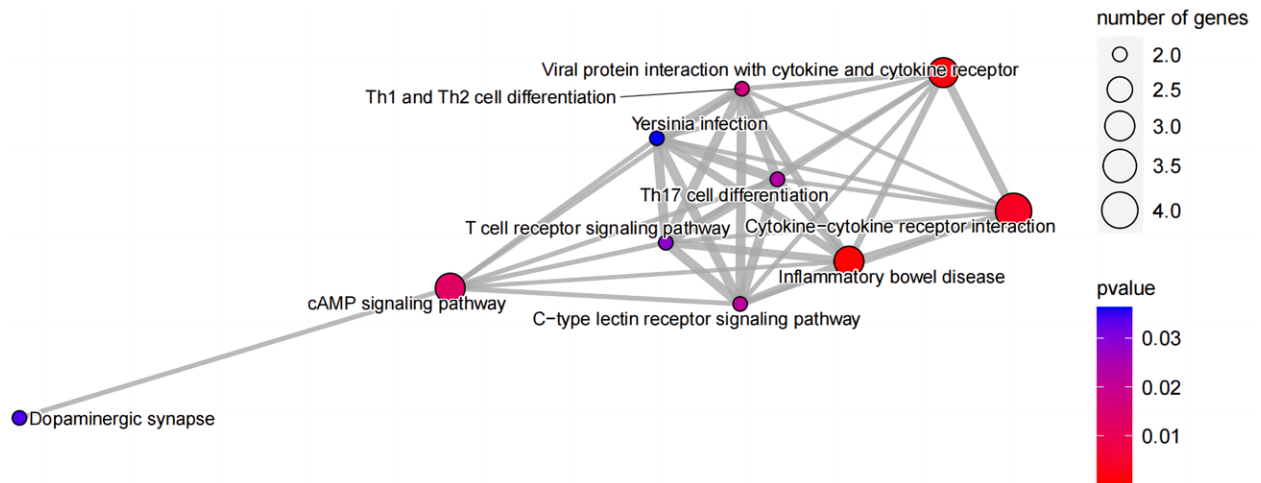 number of genes
2.0
2.5
3.0
3.5
4.0
Viral protein interaction with cytokine and cytokine receptor
Th1 and Th2 cell differentiation
Yersinia infection
Th17 cell differentiation
T cell receptor signaling pathway
Cytokine−cytokine receptor interaction
Inflammatory bowel disease
cAMP signaling pathway
C−type lectin receptor signaling pathway
Dopaminergic synapse
pvalue
0.03
0.02
0.01